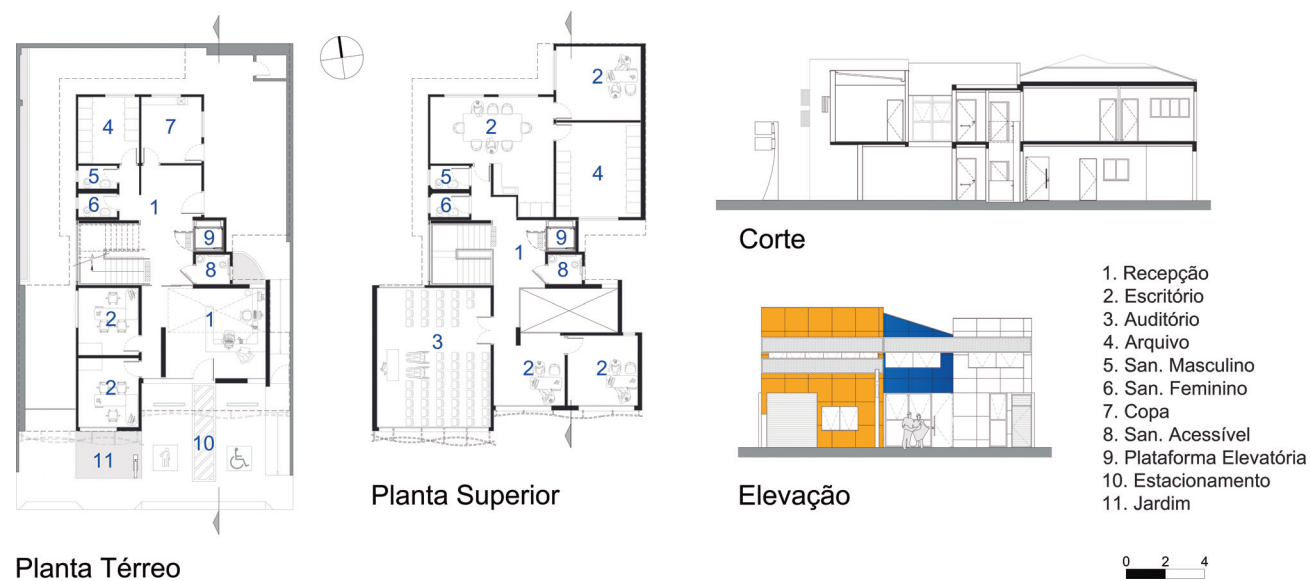 4
7
5
6
1
9
8
2
1
2
10
11
Planta Térreo
2
2
5
4
6
1
9
8
3
2
2
Planta Superior
Corte
Elevação
1. Recepção
2. Escritório
3. Auditório
4. Arquivo
5. San. Masculino
6. San. Feminino
7. Copa
8. San. Acessível
9. Plataforma Elevatória
10. Estacionamento
11. Jardim
0 2 4